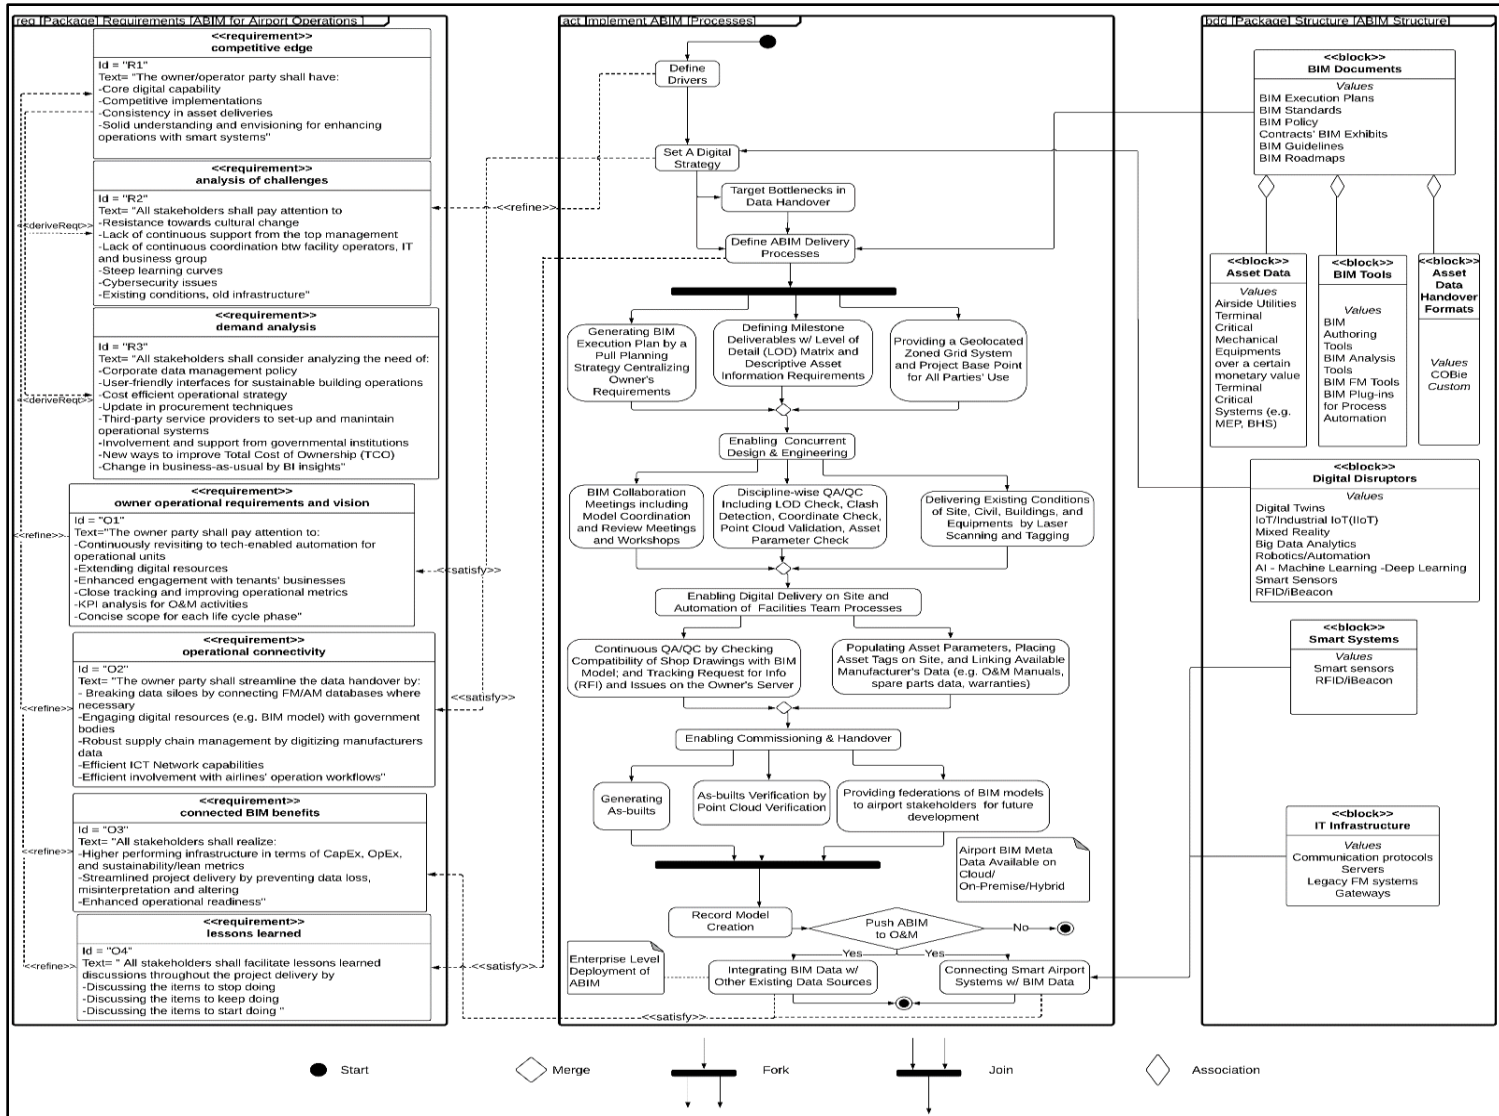 req [Package] Requirements [ABIM for Airport Operations ]
<<requirement>>
competitive edge
Id = "R1"
Text= "The owner/operator party shall have:
-Core digital capability
-Competitive implementations
-Consistency in asset deliveries
-Solid understanding and envisioning for enhancing
operations with smart systems"
<<requirement>>
analysis of challenges
Id = "R2"
Text= "All stakeholders shall pay attention to
-Resistance towards cultural change
-Lack of continuous support from the top management
-Lack of continuous coordination btw facility operators, IT
and business group
-Steep learning curves
-Cybersecurity issues
-Existing conditions, old infrastructure"
<<requirement>>
demand analysis
Id = "R3"
Text= "All stakeholders shall consider analyzing the need of:
-Corporate data management policy
-User-friendly interfaces for sustainable building operations
-Cost efficient operational strategy
-Update in procurement techniques
-Third-party service providers to set-up and manintain
operational systems
-Involvement and support from governmental institutions
-New ways to improve Total Cost of Ownership (TCO)
-Change in business-as-usual by BI insights"
<<requirement>>
owner operational requirements and vision
Id = "O1"
Text="The owner party shall pay attention to:
-Continuously revisiting to tech-enabled automation for
operational units
-Extending digital resources
-Enhanced engagement with tenants' businesses
-Close tracking and improving operational metrics
-KPI analysis for O&M activities
-Concise scope for each life cycle phase"
<<requirement>>
operational connectivity
Id = "O2"
Text= "The owner party shall streamline the data handover by:
- Breaking data siloes by connecting FM/AM databases where
necessary
-Engaging digital resources (e.g. BIM model) with government
bodies
-Robust supply chain management by digitizing manufacturers
data
-Efficient ICT Network capabilities
-Efficient involvement with airlines' operation workflows"
<<requirement>>
connected BIM benefits
Id = "O3"
Text= "All stakeholders shall realize:
-Higher performing infrastructure in terms of CapEx, OpEx,
and sustainability/lean metrics
-Streamlined project delivery by preventing data loss,
misinterpretation and altering
-Enhanced operational readiness"
<<requirement>>
lessons learned
Id = "O4"
Text= " All stakeholders shall facilitate lessons learned
discussions throughout the project delivery by
-Discussing the items to stop doing
-Discussing the items to keep doing
-Discussing the items to start doing "
<<deriveReqt>>
<<deriveReqt>>
<<refine>>
<<refine>>
<<refine>>
<<refine>>
<<refine>>
<<satisfy>>
<<satisfy>>
<<satisfy>>
<<satisfy>>
act Implement ABIM [Processes]
Define
Drivers
Set A Digital
Strategy
Target Bottlenecks in
Data Handover
Define ABIM Delivery
Processes
Generating BIM
Execution Plan by a
Pull Planning
Strategy Centralizing
Owner's
Requirements
Defining Milestone
Deliverables w/ Level of
Detail (LOD) Matrix and
Descriptive Asset
Information Requirements
Providing a Geolocated
Zoned Grid System
and Project Base Point
for All Parties' Use
Enabling Concurrent
Design & Engineering
BIM Collaboration
Meetings including
Model Coordination
and Review Meetings
and Workshops
Discipline-wise QA/QC
Including LOD Check, Clash
Detection, Coordinate Check,
Point Cloud Validation, Asset
Parameter Check
Delivering Existing Conditions
of Site, Civil, Buildings, and
Equipments by Laser
Scanning and Tagging
Enabling Digital Delivery on Site and
Automation of Facilities Team Processes
Continuous QA/QC by Checking
Compatibility of Shop Drawings with BIM
Model; and Tracking Request for Info
(RFI) and Issues on the Owner's Server
Populating Asset Parameters, Placing
Asset Tags on Site, and Linking Available
Manufacturer's Data (e.g. O&M Manuals,
spare parts data, warranties)
Enabling Commissioning & Handover
Generating
As-builts
As-builts Verification by
Point Cloud Verification
Providing federations of BIM models
to airport stakeholders for future
development
Airport BIM Meta
Data Available on
Cloud/
On-Premise/Hybrid
Record Model
Creation
Push ABIM
to O&M
No
Yes
Yes
Enterprise Level
Deployment of
ABIM
Integrating BIM Data w/
Other Existing Data Sources
Connecting Smart Airport
Systems w/ BIM Data
bdd [Package] Structure [ABIM Structure]
<<block>>
BIM Documents
Values
BIM Execution Plans
BIM Standards
BIM Policy
Contracts' BIM Exhibits
BIM Guidelines
BIM Roadmaps
<<block>>
Asset Data
Values
Airside Utilities
Terminal
Critical
Mechanical
Equipments
over a certain
monetary value
Terminal
Critical
Systems (e.g.
MEP, BHS)
<<block>>
BIM Tools
Values
BIM
Authoring
Tools
BIM Analysis
Tools
BIM FM Tools
BIM Plug-ins
for Process
Automation
<<block>>
Asset
Data
Handover
Formats
Values
COBie
Custom
<<block>>
Digital Disruptors
Values
Digital Twins
IoT/Industrial IoT(IIoT)
Mixed Reality
Big Data Analytics
Robotics/Automation
AI - Machine Learning -Deep Learning
Smart Sensors
RFID/iBeacon
<<block>>
Smart Systems
Values
Smart sensors
RFID/iBeacon
<<block>>
IT Infrastructure
Values
Communication protocols
Servers
Legacy FM systems
Gateways
Start
Merge
Fork
Join
Association